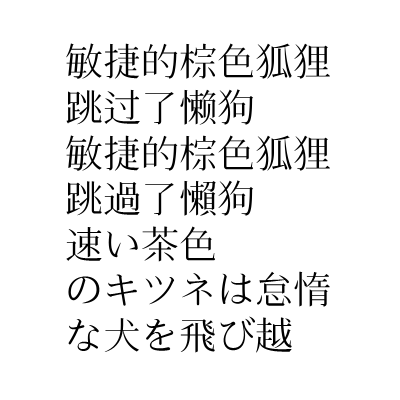 敏捷的棕色狐狸
跳过了懒狗
敏捷的棕色狐狸
跳過了懶狗
速い茶色
のキツネは怠惰
な犬を飛び越